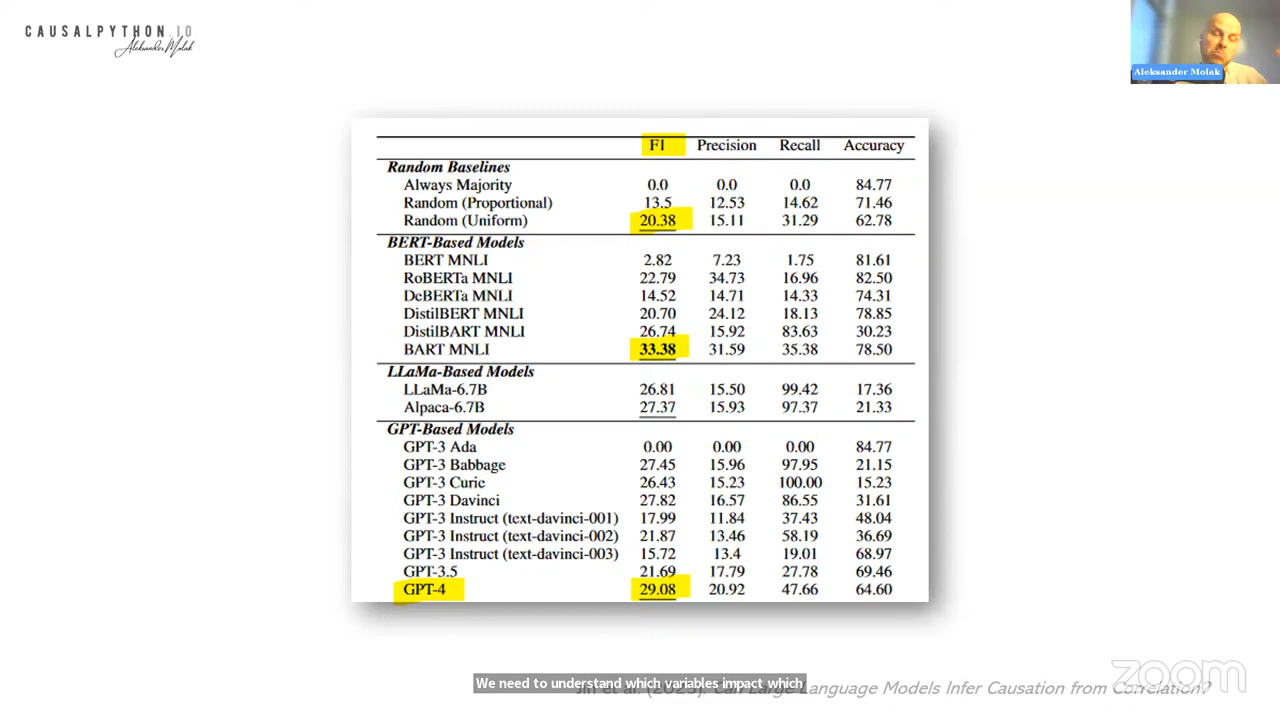 CAUSALPYTHON.IO
Aleksander Molak
Aleksander Molak
F1 Precision Recall Accuracy
Random Baselines
Always Majority 0.0 0.0 0.0 84.77
Random (Proportional) 13.5 12.53 14.62 71.46
Random (Uniform) 20.38 15.11 31.29 62.78
BERT-Based Models
BERT MNLI 2.82 7.23 1.75 81.61
RoBERTa MNLI 22.79 34.73 16.96 82.50
DeBERTa MNLI 14.52 14.71 14.33 74.31
DistilBERT MNLI 20.70 24.12 18.13 78.85
DistilBART MNLI 26.74 15.92 83.63 30.23
BART MNLI 33.38 31.59 35.38 78.50
LLaMa-Based Models
LLaMa-6.7B 26.81 15.50 99.42 17.36
Alpaca-6.7B 27.37 15.93 97.37 21.33
GPT-Based Models
GPT-3 Ada 0.00 0.00 0.00 84.77
GPT-3 Babbage 27.45 15.96 97.95 21.15
GPT-3 Curie 26.43 15.23 100.00 15.23
GPT-3 Davinci 27.82 16.57 86.55 31.61
GPT-3 Instruct (text-davinci-001) 17.99 11.84 37.43 48.04
GPT-3 Instruct (text-davinci-002) 21.87 13.46 58.19 36.69
GPT-3 Instruct (text-davinci-003) 15.72 13.4 19.01 68.97
GPT-3.5 21.69 17.79 27.78 69.46
GPT-4 29.08 20.92 47.66 64.60
zoom
We need to understand which variables impact which
Language Models Infer Causation from Correlation?